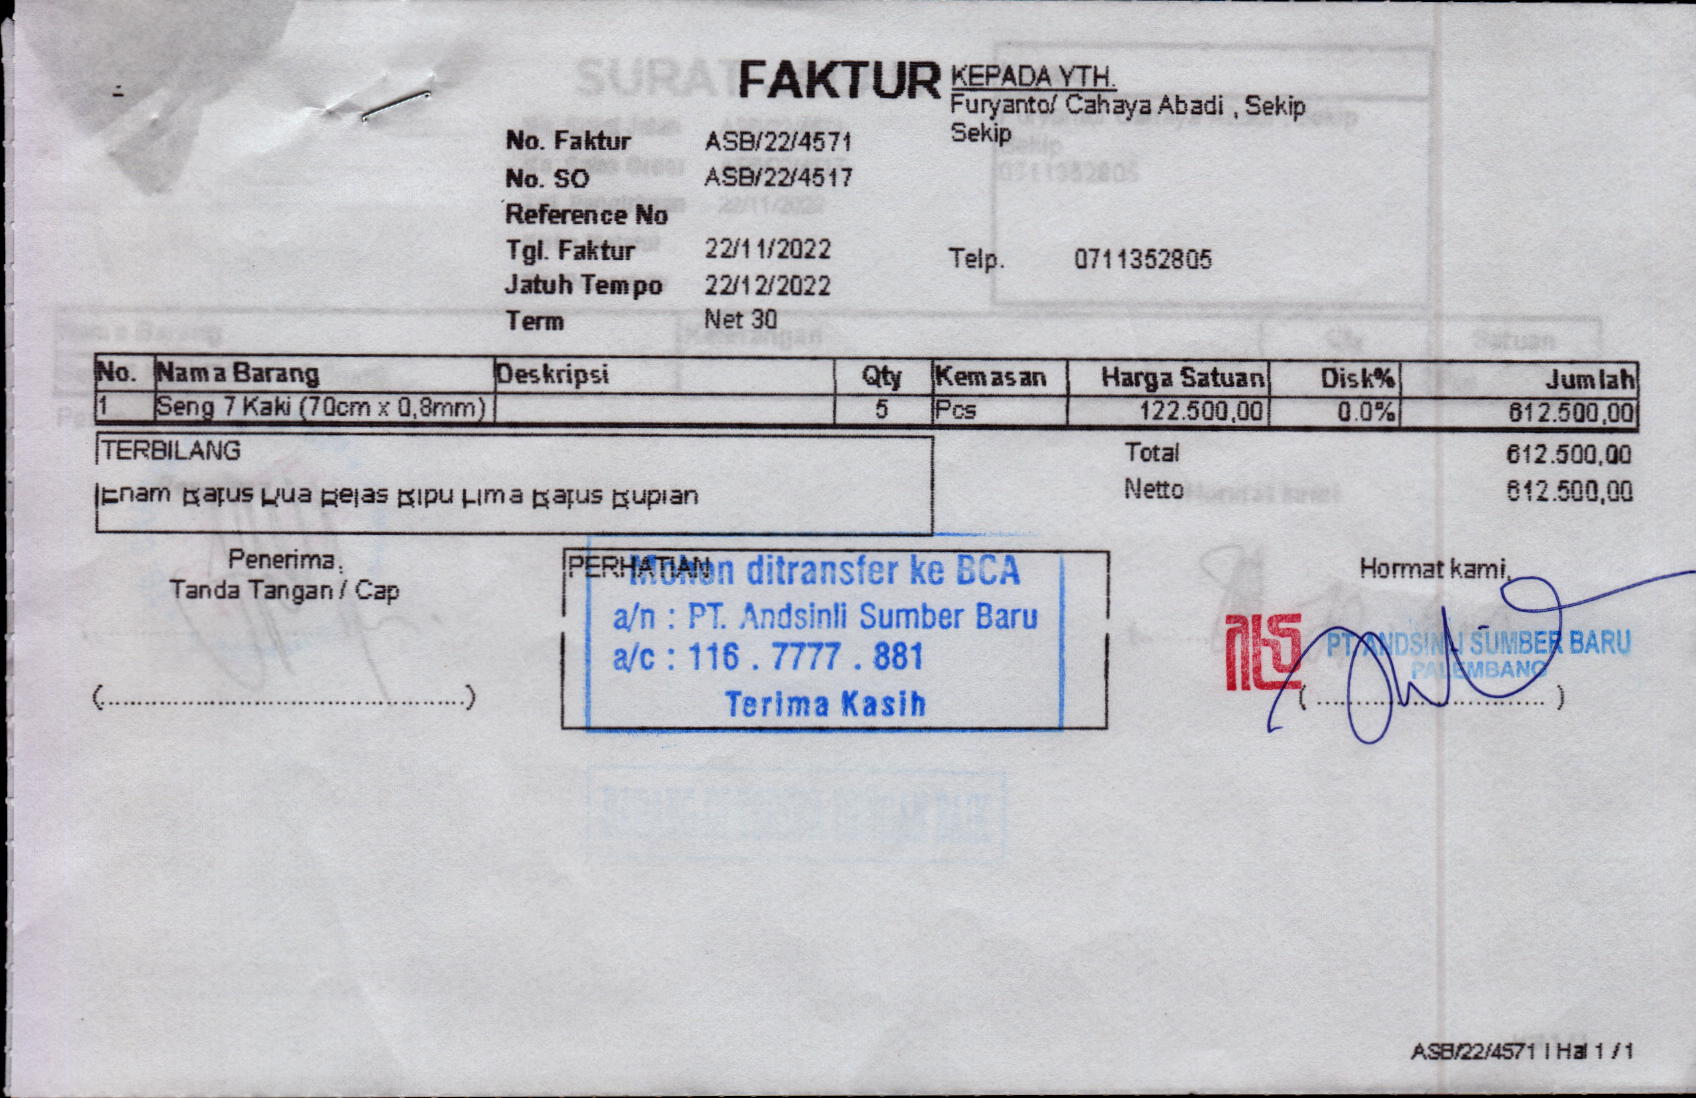 FAKTUR
No. Faktur ASB/22/4571
No. SO ASB/22/4517
Reference No
Tgl. Faktur 22/11/2022
Jatuh Tempo 22/12/2022
Term Net 30
KEPADA YTH.
Furyanto/ Cahaya Abadi , Sekip
Sekip
Telp. 0711352805
No. Nama Barang Deskripsi Qty Kemasan Harga Satuan Disk% Jumlah
1 Seng 7 Kaki (70cm x 0,8mm) 5 Pcs 122.500,00 0.0% 612.500,00
TERBILANG
Enam Ratus Dua Belas Ribu Lima Ratus Rupiah
Total 612.500,00
Netto 612.500,00
Penerima,
Tanda Tangan / Cap
(................................................)
PERHATIAN
Mohon ditransfer ke BCA
a/n : PT. Andsinli Sumber Baru
a/c : 116 . 7777 . 881
Terima Kasih
Hormat kami,
PT ANDSINLI SUMBER BARU
PALEMBANG
( .............................. )
ASB/22/4571 | Hal 1 / 1